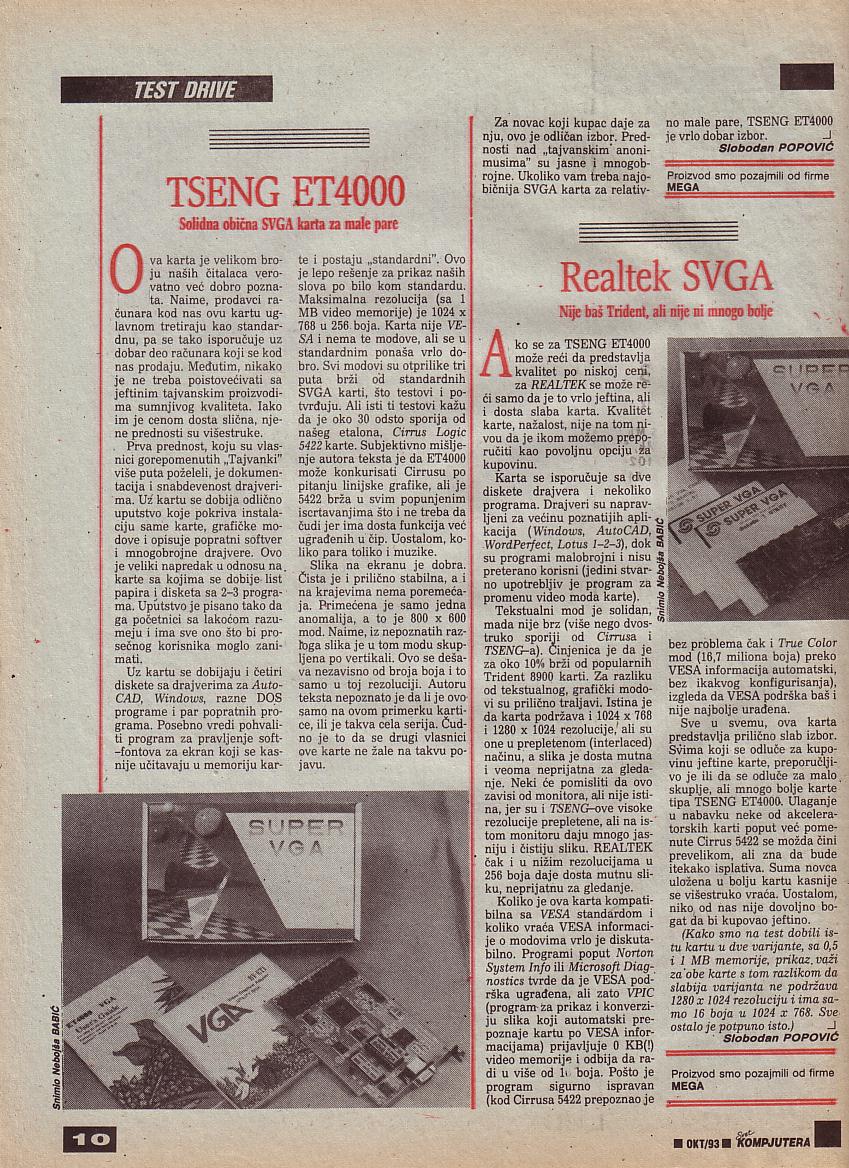 TEST DRIVE
TSENG ET4000
Solidna obična SVGA karta za male pare
Ova karta je velikom bro-
ju naših čitalaca vero-
vatno već dobro pozna-
ta. Naime, prodavci ra-
čunara kod nas ovu kartu ug-
lavnom tretiraju kao standar-
dnu, pa se tako isporučuje uz
dobar deo računara koji se kod
nas prodaju. Međutim, nikako
je ne treba poistovećivati sa
jeftinim tajvanskim proizvodi-
ma sumnjivog kvaliteta. Iako
im je cenom dosta slična, nje-
ne prednosti su višestruke.
Prva prednost, koju su vlas-
nici gorepomenutih „Tajvanki"
više puta poželeli, je dokumen-
tacija i snabdevenost drajveri-
ma. Uz kartu se dobija odlično
uputstvo koje pokriva instala-
ciju same karte, grafičke mo-
dove i opisuje popratni softver
i mnogobrojne drajvere. Ovo
je veliki napredak u odnosu na
karte sa kojima se dobije list
papira i disketa sa 2–3 progra-
ma. Uputstvo je pisano tako da
ga početnici sa lakoćom razu-
meju i ima sve ono što bi pro-
sečnog korisnika moglo zani-
mati.
Uz kartu se dobijaju i četiri
diskete sa drajverima za Auto-
CAD, Windows, razne DOS
programe i par popratnih pro-
grama. Posebno vredi pohvali-
ti program za pravljenje soft-
–fontova za ekran koji se kas-
nije učitavaju u memoriju kar-
te i postaju „standardni". Ovo
je lepo rešenje za prikaz naših
slova po bilo kom standardu.
Maksimalna rezolucija (sa 1
MB video memorije) je 1024 x
768 u 256 boja. Karta nije VE-
SA i nema te modove, ali se u
standardnim ponaša vrlo do-
bro. Svi modovi su otprilike tri
puta brži od standardnih
SVGA karti, što testovi i po-
tvrđuju. Ali isti ti testovi kažu
da je oko 30 odsto sporija od
našeg etalona, Cirrus Logic
5422 karte. Subjektivno mišlje-
nje autora teksta je da ET4000
može konkurisati Cirrusu po
pitanju linijske grafike, ali je
5422 brža u svim popunjenim
iscrtavanjima što i ne treba da
čudi jer ima dosta funkcija već
ugrađenih u čip. Uostalom, ko-
liko para toliko i muzike.
Slika na ekranu je dobra.
Čista je i prilično stabilna, a i
na krajevima nema poremeća-
ja. Primećena je samo jedna
anomalija, a to je 800 x 600
mod. Naime, iz nepoznatih raz-
loga slika je u tom modu skup-
ljena po vertikali. Ovo se deša-
va nezavisno od broja boja i to
samo u toj rezoluciji. Autoru
teksta nepoznato je da li je ovo
samo na ovom primerku karti-
ce, ili je takva cela serija. Čud-
no je to da se drugi vlasnici
ove karte ne žale na takvu po-
javu.
SUPER
VGA
ET4000 VGA
User's Guide
VGA
Snimio Nebojša BABIĆ
Za novac koji kupac daje za
nju, ovo je odličan izbor. Pred-
nosti nad „tajvanskim anoni-
musima" su jasne i mnogob-
rojne. Ukoliko vam treba najo-
bičnija SVGA karta za relativ-
no male pare, TSENG ET4000
je vrlo dobar izbor.
Slobodan POPOVIĆ
Proizvod smo pozajmili od firme
MEGA
Realtek SVGA
Nije baš Trident, ali nije ni mnogo bolje
Ako se za TSENG ET4000
može reći da predstavlja
kvalitet po niskoj ceni,
za REALTEK se može re-
ći samo da je to vrlo jeftina, ali
i dosta slaba karta. Kvalitet
karte, nažalost, nije na tom ni-
vou da je ikom možemo prepo-
ručiti kao povoljnu opciju za
kupovinu.
Karta se isporučuje sa dve
diskete drajvera i nekoliko
programa. Drajveri su naprav-
ljeni za većinu poznatijih apli-
kacija (Windows, AutoCAD,
WordPerfect, Lotus 1–2–3), dok
su programi malobrojni i nisu
preterano korisni (jedini stvar-
no upotrebljiv je program za
promenu video moda karte).
Tekstualni mod je solidan,
mada nije brz (više nego dvos-
truko sporiji od Cirrusa i
TSENG–a). Činjenica je da je
za oko 10% brži od popularnih
Trident 8900 karti. Za razliku
od tekstualnog, grafički modo-
vi su prilično traljavi. Istina je
da karta podržava i 1024 x 768
i 1280 x 1024 rezolucije, ali su
one u prepletenom (interlaced)
načinu, a slika je dosta mutna
i veoma neprijatna za gleda-
nje. Neki će pomisliti da ovo
zavisi od monitora, ali nije isti-
na, jer su i TSENG–ove visoke
rezolucije prepletene, ali na is-
tom monitoru daju mnogo jas-
niju i čistiju sliku. REALTEK
čak i u nižim rezolucijama u
256 boja daje dosta mutnu sli-
ku, neprijatnu za gledanje.
Koliko je ova karta kompati-
bilna sa VESA standardom i
koliko vraća VESA informaci-
je o modovima vrlo je diskuta-
bilno. Programi poput Norton
System Info ili Microsoft Diag-
nostics tvrde da je VESA pod-
rška ugrađena, ali zato VPIC
(program za prikaz i konverzi-
ju slika koji automatski pre-
poznaje kartu po VESA infor-
macijama) prijavljuje 0 KB(!)
video memorije i odbija da ra-
di u više od 16 boja. Pošto je
program sigurno ispravan
(kod Cirrusa 5422 prepoznao je
SUPER
VGA
SUPER VGA
SUPER VGA
Snimio Nebojša BABIĆ
bez problema čak i True Color
mod (16,7 miliona boja) preko
VESA informacija automatski,
bez ikakvog konfigurisanja),
izgleda da VESA podrška baš i
nije najbolje urađena.
Sve u svemu, ova karta
predstavlja prilično slab izbor.
Svima koji se odluče za kupo-
vinu jeftine karte, preporučlji-
vo je ili da se odluče za malo
skuplje, ali mnogo bolje karte
tipa TSENG ET4000. Ulaganje
u nabavku neke od akcelera-
torskih karti poput već pome-
nute Cirrus 5422 se možda čini
prevelikom, ali zna da bude
itekako isplativa. Suma novca
uložena u bolju kartu kasnije
se višestruko vraća. Uostalom,
niko od nas nije dovoljno bo-
gat da bi kupovao jeftino.
(Kako smo na test dobili is-
tu kartu u dve varijante, sa 0,5
i 1 MB memorije, prikaz važi
za obe karte s tom razlikom da
slabija varijanta ne podržava
1280 x 1024 rezoluciju i ima sa-
mo 16 boja u 1024 x 768. Sve
ostalo je potpuno isto.)
Slobodan POPOVIĆ
Proizvod smo pozajmili od firme
MEGA
10
OKT/93 Svet KOMPJUTERA